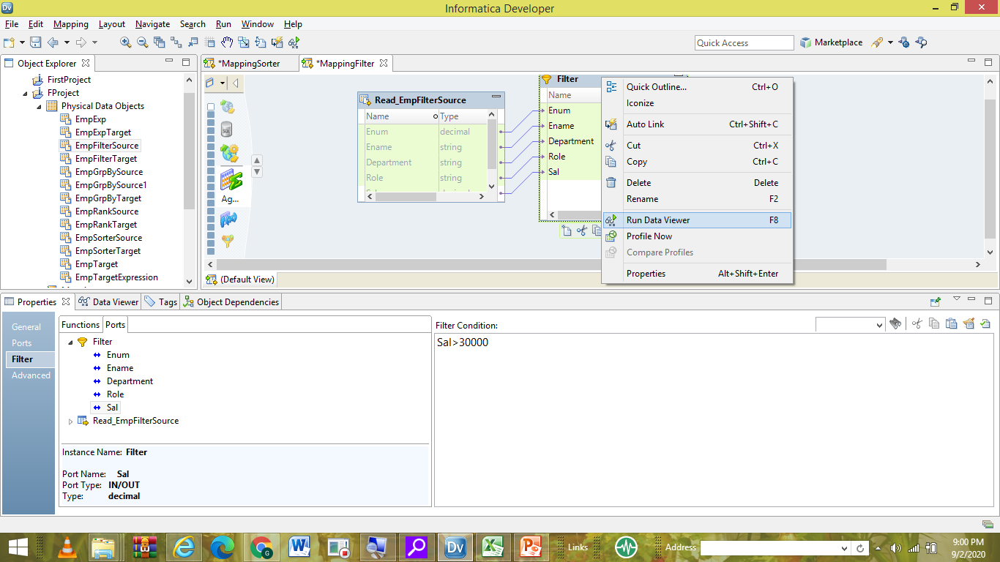 Dv
Informatica Developer
File Edit Mapping Layout Navigate Search Run Window Help
Quick Access
Marketplace
Object Explorer
*MappingSorter
*MappingFilter
FirstProject
FProject
Physical Data Objects
EmpExp
EmpExpTarget
EmpFilterSource
EmpFilterTarget
EmpGrpBySource
EmpGrpBySource1
EmpGrpByTarget
EmpRankSource
EmpRankTarget
EmpSorterSource
EmpSorterTarget
EmpTarget
EmpTargetExpression
sql
Ag...
Read_EmpFilterSource
Name Type
Enum decimal
Ename string
Department string
Role string
Filter
Name
Enum
Ename
Department
Role
Sal
Quick Outline... Ctrl+O
Iconize
Auto Link Ctrl+Shift+C
Cut Ctrl+X
Copy Ctrl+C
Delete Delete
Rename F2
Run Data Viewer F8
Profile Now
Compare Profiles
Properties Alt+Shift+Enter
(Default View)
Properties Data Viewer Tags Object Dependencies
General
Ports
Filter
Advanced
Functions Ports
Filter
Enum
Ename
Department
Role
Sal
Read_EmpFilterSource
Instance Name: Filter
Port Name: Sal
Port Type: IN/OUT
Type: decimal
Filter Condition:
Sal>30000
Dv
Links
Address
9:00 PM
9/2/2020